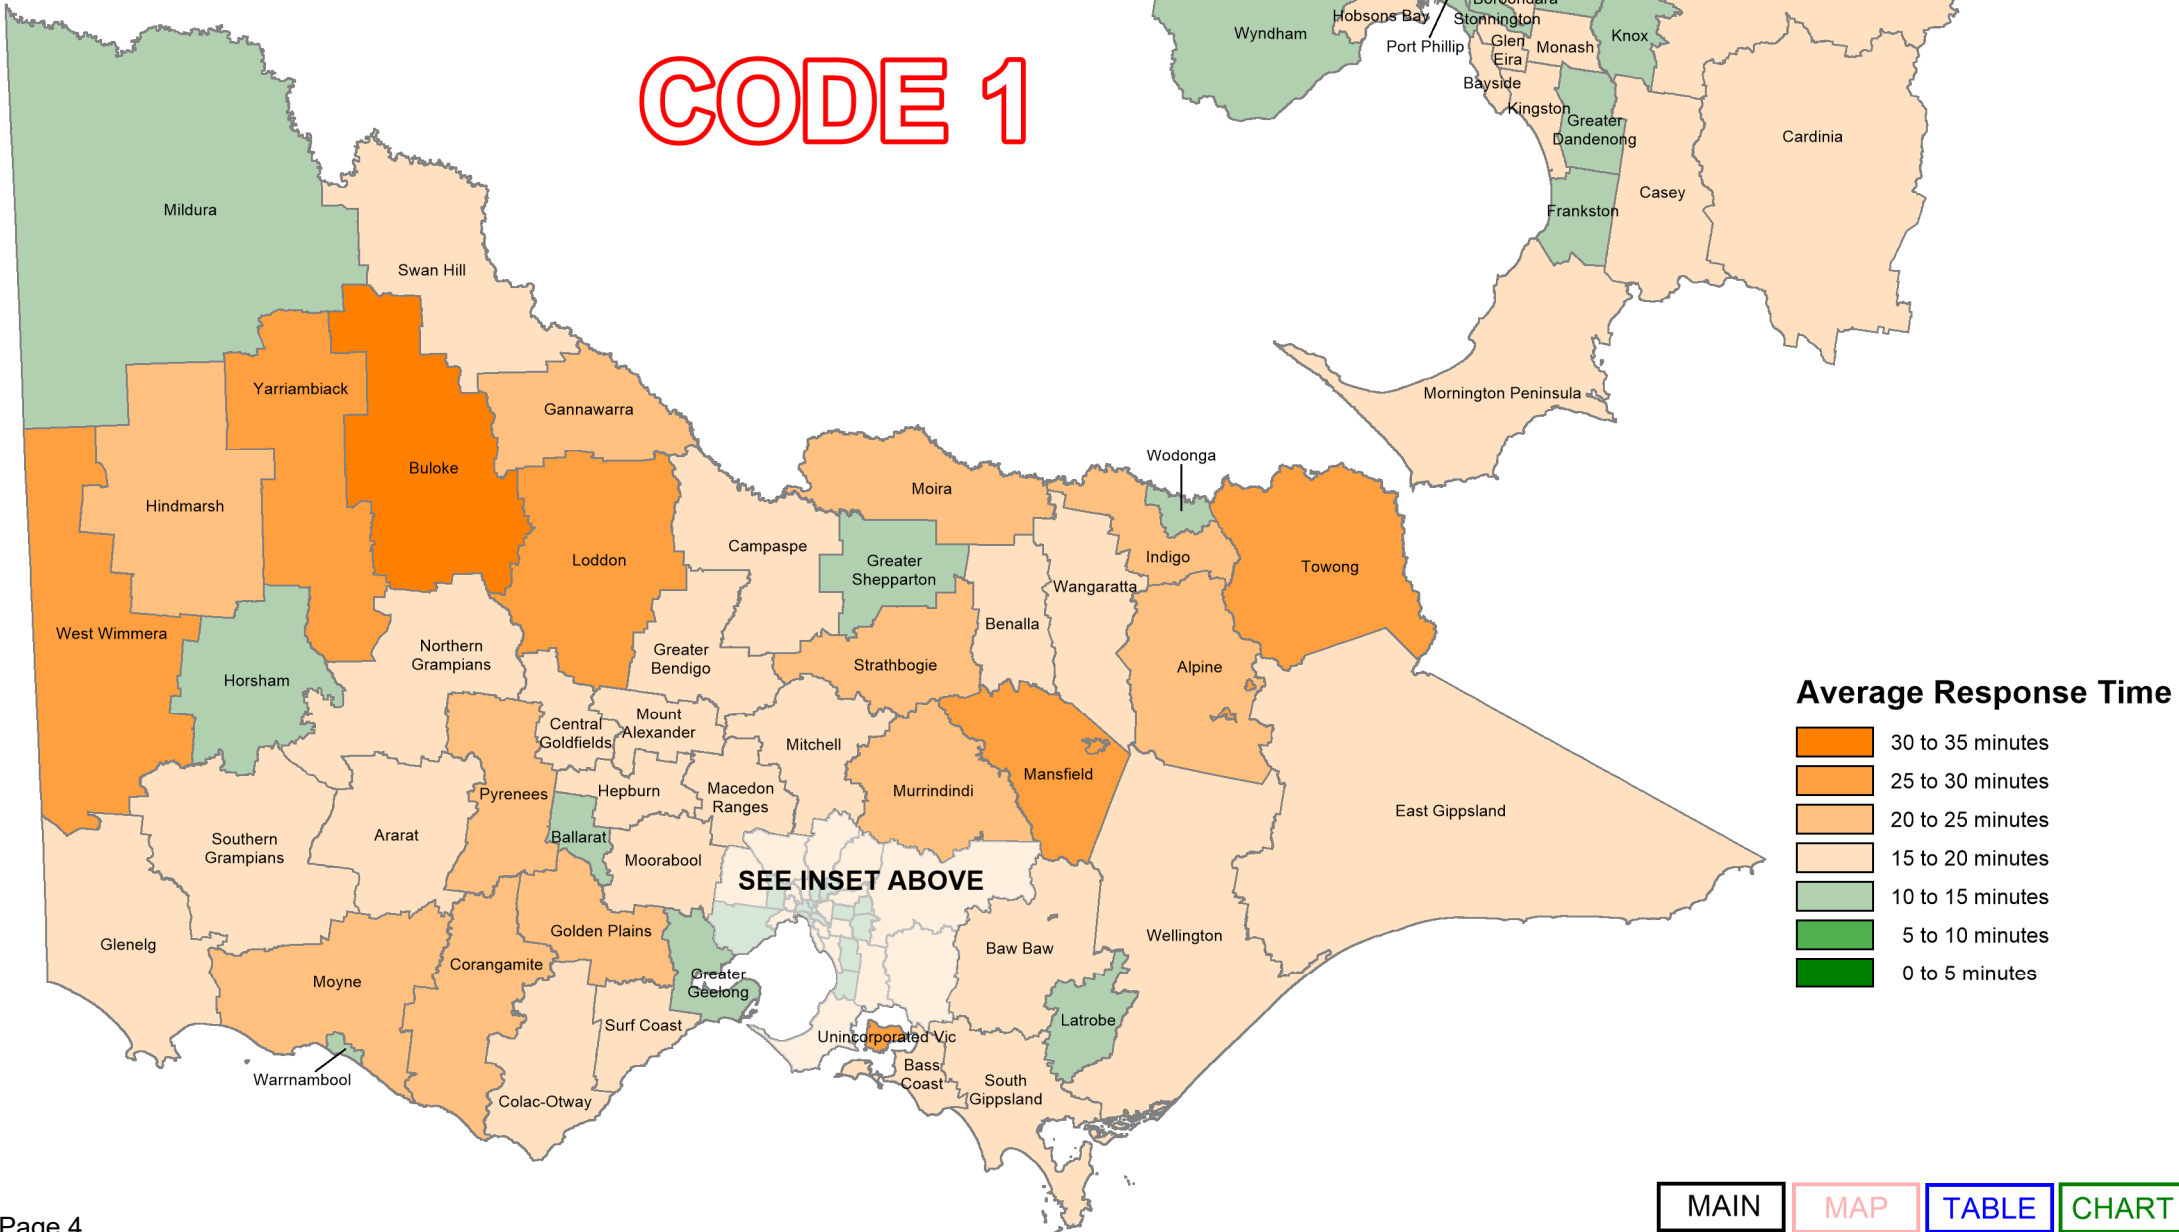 Boroondara
Hobsons Bay
Stonnington
Wyndham
Port Phillip
Glen
Eira
Monash
Knox
Bayside
Kingston
CODE 1
Greater
Dandenong
Cardinia
Casey
Mildura
Frankston
Swan Hill
Yarriambiack
Gannawarra
Mornington Peninsula
Wodonga
Buloke
Moira
Hindmarsh
Campaspe
Loddon
Greater
Shepparton
Indigo
Towong
Wangaratta
West Wimmera
Benalla
Northern
Grampians
Greater
Bendigo
Strathbogie
Alpine
Horsham
Average Response Time
30 to 35 minutes
25 to 30 minutes
20 to 25 minutes
15 to 20 minutes
10 to 15 minutes
5 to 10 minutes
0 to 5 minutes
Central
Goldfields
Mount
Alexander
Mitchell
Mansfield
Pyrenees
Hepburn
Macedon
Ranges
Murrindindi
East Gippsland
Southern
Grampians
Ararat
Ballarat
Moorabool
SEE INSET ABOVE
Glenelg
Golden Plains
Baw Baw
Wellington
Moyne
Corangamite
Greater
Geelong
Surf Coast
Latrobe
Unincorporated Vic
Warrnambool
Bass
Coast
South
Gippsland
Colac-Otway
Page 4
MAIN
MAP
TABLE
CHART